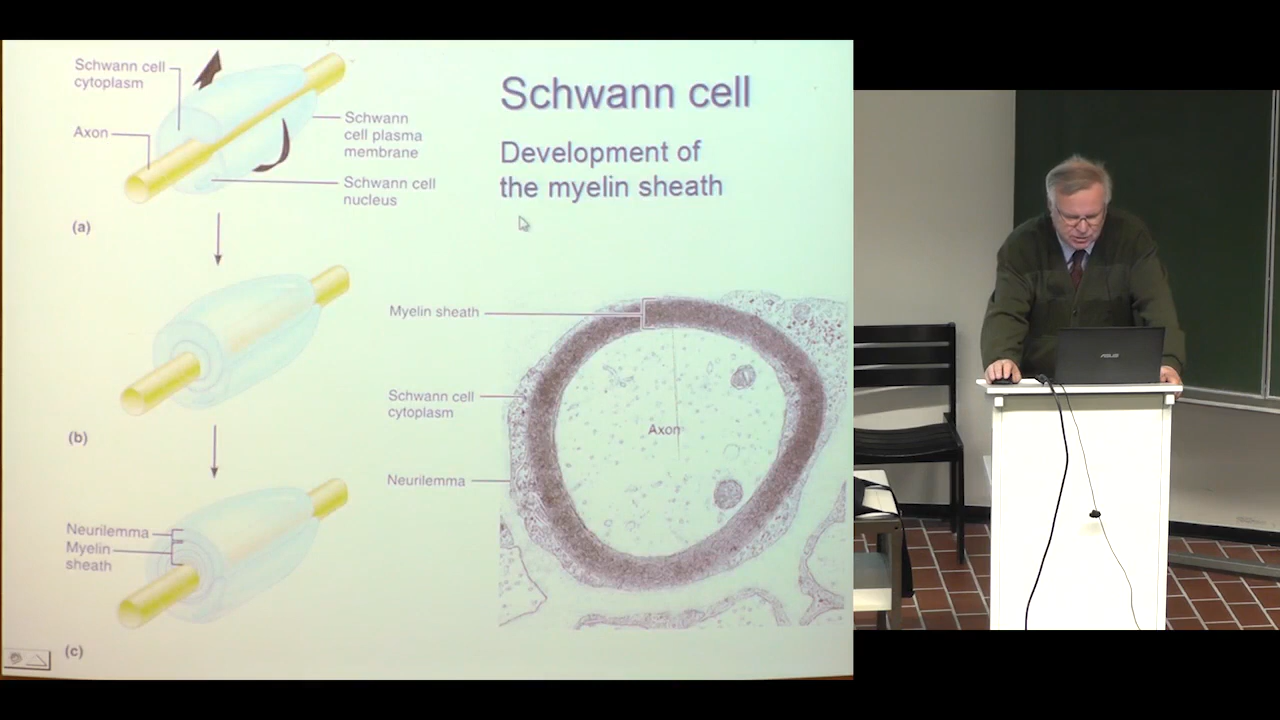 Schwann cell
Development of
the myelin sheath
Schwann cell
cytoplasm
Axon
Schwann
cell plasma
membrane
Schwann cell
nucleus
(a)
(b)
Neurilemma
Myelin
sheath
(c)
Myelin sheath
Schwann cell
cytoplasm
Axon
Neurilemma
ASUS